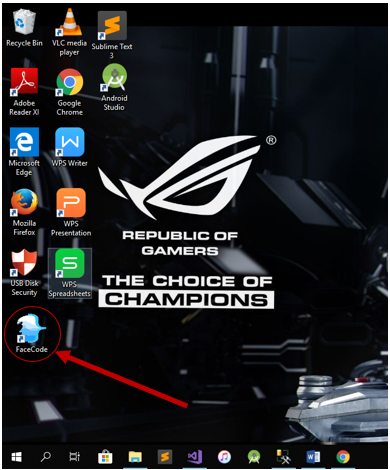 Recycle Bin
VLC media
player
Sublime Text
3
Adobe
Reader XI
Google
Chrome
Android
Studio
Microsoft
Edge
WPS Writer
Mozilla
Firefox
WPS
Presentation
USB Disk
Security
WPS
Spreadsheets
FaceCode
®
REPUBLIC OF
GAMERS
THE CHOICE OF
CHAMPIONS